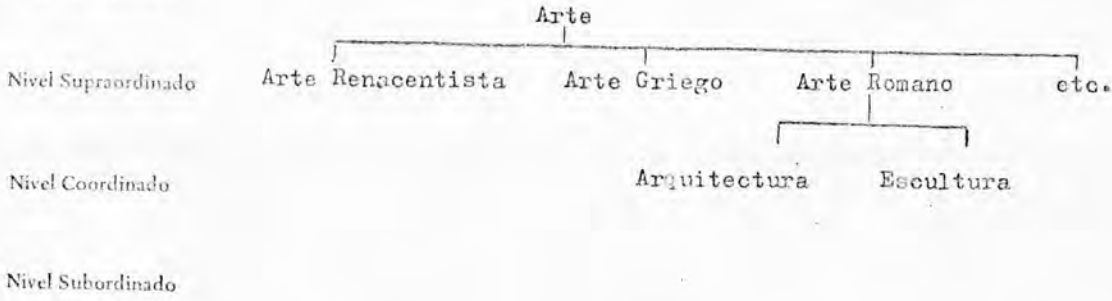 Arte
Nivel Supraordinado Arte Renacentista Arte Griego Arte Romano etc.
Nivel Coordinado Arquitectura Escultura
Nivel Subordinado